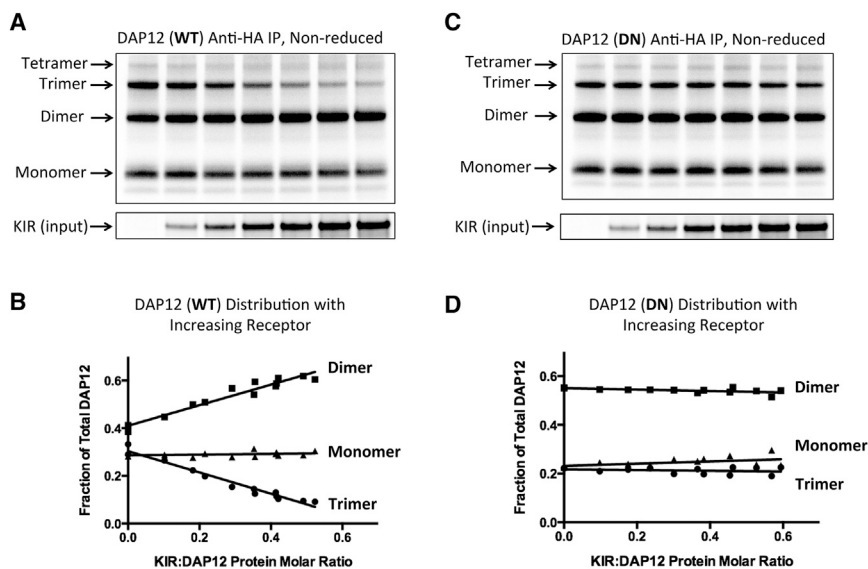 A
DAP12 (WT) Anti-HA IP, Non-reduced
Tetramer
Trimer
Dimer
Monomer
KIR (input)
B
DAP12 (WT) Distribution with
Increasing Receptor
Fraction of Total DAP12
0.6
0.4
0.2
0.0
Dimer
Monomer
Trimer
0.0 0.2 0.4 0.6
KIR:DAP12 Protein Molar Ratio
C
DAP12 (DN) Anti-HA IP, Non-reduced
Tetramer
Trimer
Dimer
Monomer
KIR (input)
D
DAP12 (DN) Distribution with
Increasing Receptor
Fraction of Total DAP12
0.6
0.4
0.2
0.0
Dimer
Monomer
Trimer
0.0 0.2 0.4 0.6
KIR:DAP12 Protein Molar Ratio